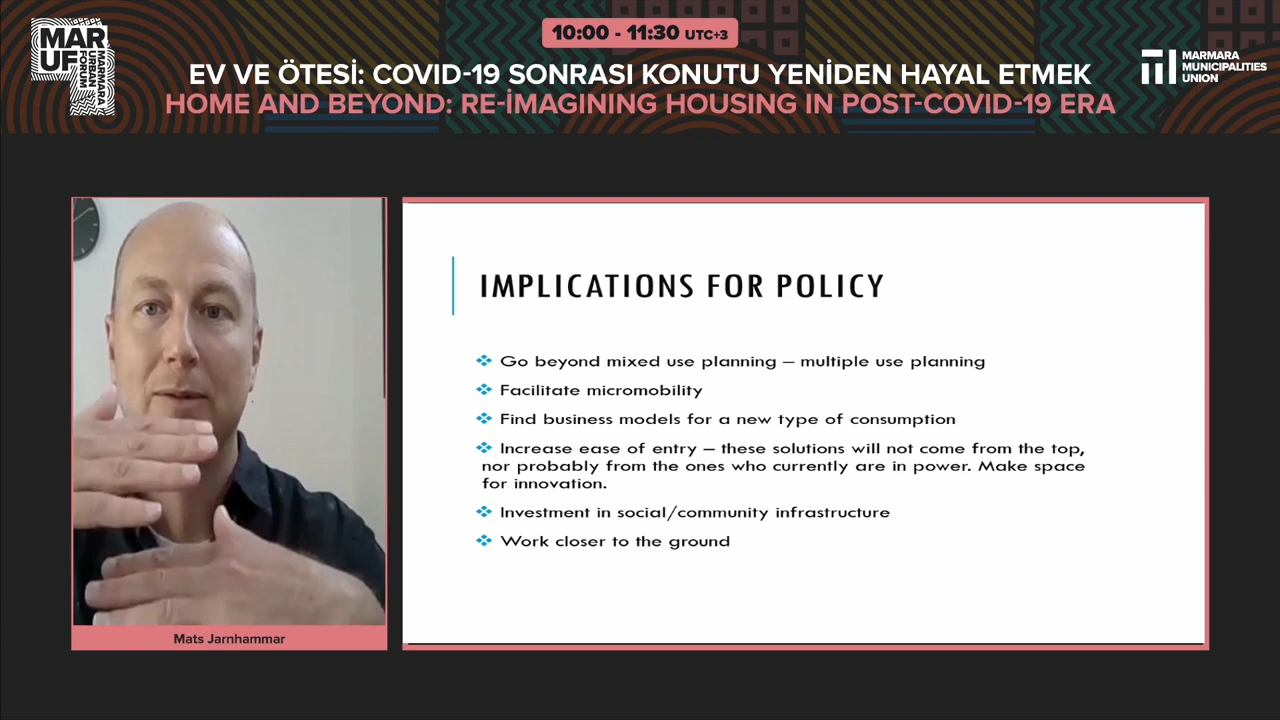 MAR
UF
MARMARA
URBAN
FORUM
10:00 - 11:30 UTC+3
EV VE ÖTESİ: COVID-19 SONRASI KONUTU YENİDEN HAYAL ETMEK
HOME AND BEYOND: RE-İMAGINING HOUSING IN POST-COVID-19 ERA
MARMARA
MUNICIPALITIES
UNION
Mats Jarnhammar
IMPLICATIONS FOR POLICY
Go beyond mixed use planning – multiple use planning
Facilitate micromobility
Find business models for a new type of consumption
Increase ease of entry – these solutions will not come from the top,
nor probably from the ones who currently are in power. Make space
for innovation.
Investment in social/community infrastructure
Work closer to the ground